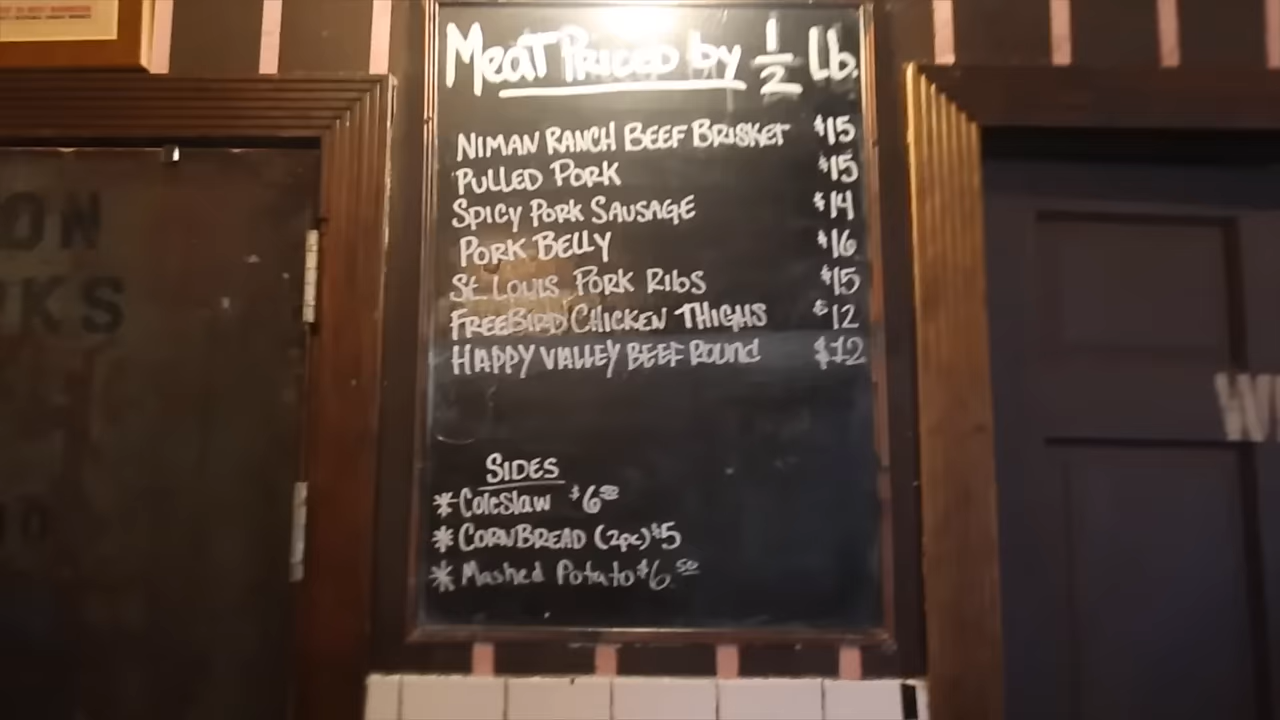 Meat Priced by 1/2 Lb.
Niman Ranch Beef Brisket $15
Pulled Pork $15
Spicy Pork Sausage $14
Pork Belly $16
St. Louis Pork Ribs $15
FreeBird Chicken Thighs $12
Happy Valley Beef Round $12
Sides
* Coleslaw $6.50
* Cornbread (2pc) $5
* Mashed Potato $6.50